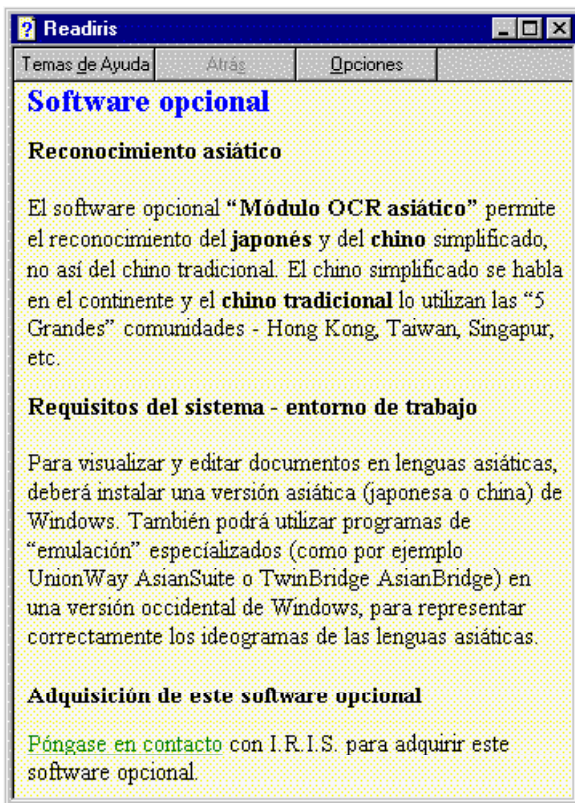 Readiris
Temas de Ayuda Atrás Opciones
Software opcional
Reconocimiento asiático
El software opcional “Módulo OCR asiático” permite
el reconocimiento del japonés y del chino simplificado,
no así del chino tradicional. El chino simplificado se habla
en el continente y el chino tradicional lo utilizan las “5
Grandes” comunidades - Hong Kong, Taiwan, Singapur,
etc.
Requisitos del sistema - entorno de trabajo
Para visualizar y editar documentos en lenguas asiáticas,
deberá instalar una versión asiática (japonesa o china) de
Windows. También podrá utilizar programas de
“emulación” especíalizados (como por ejemplo
UnionWay AsianSuite o TwinBridge AsianBridge) en
una versión occidental de Windows, para representar
correctamente los ideogramas de las lenguas asiáticas.
Adquisición de este software opcional
Póngase en contacto con I.R.I.S. para adquirir este
software opcional.